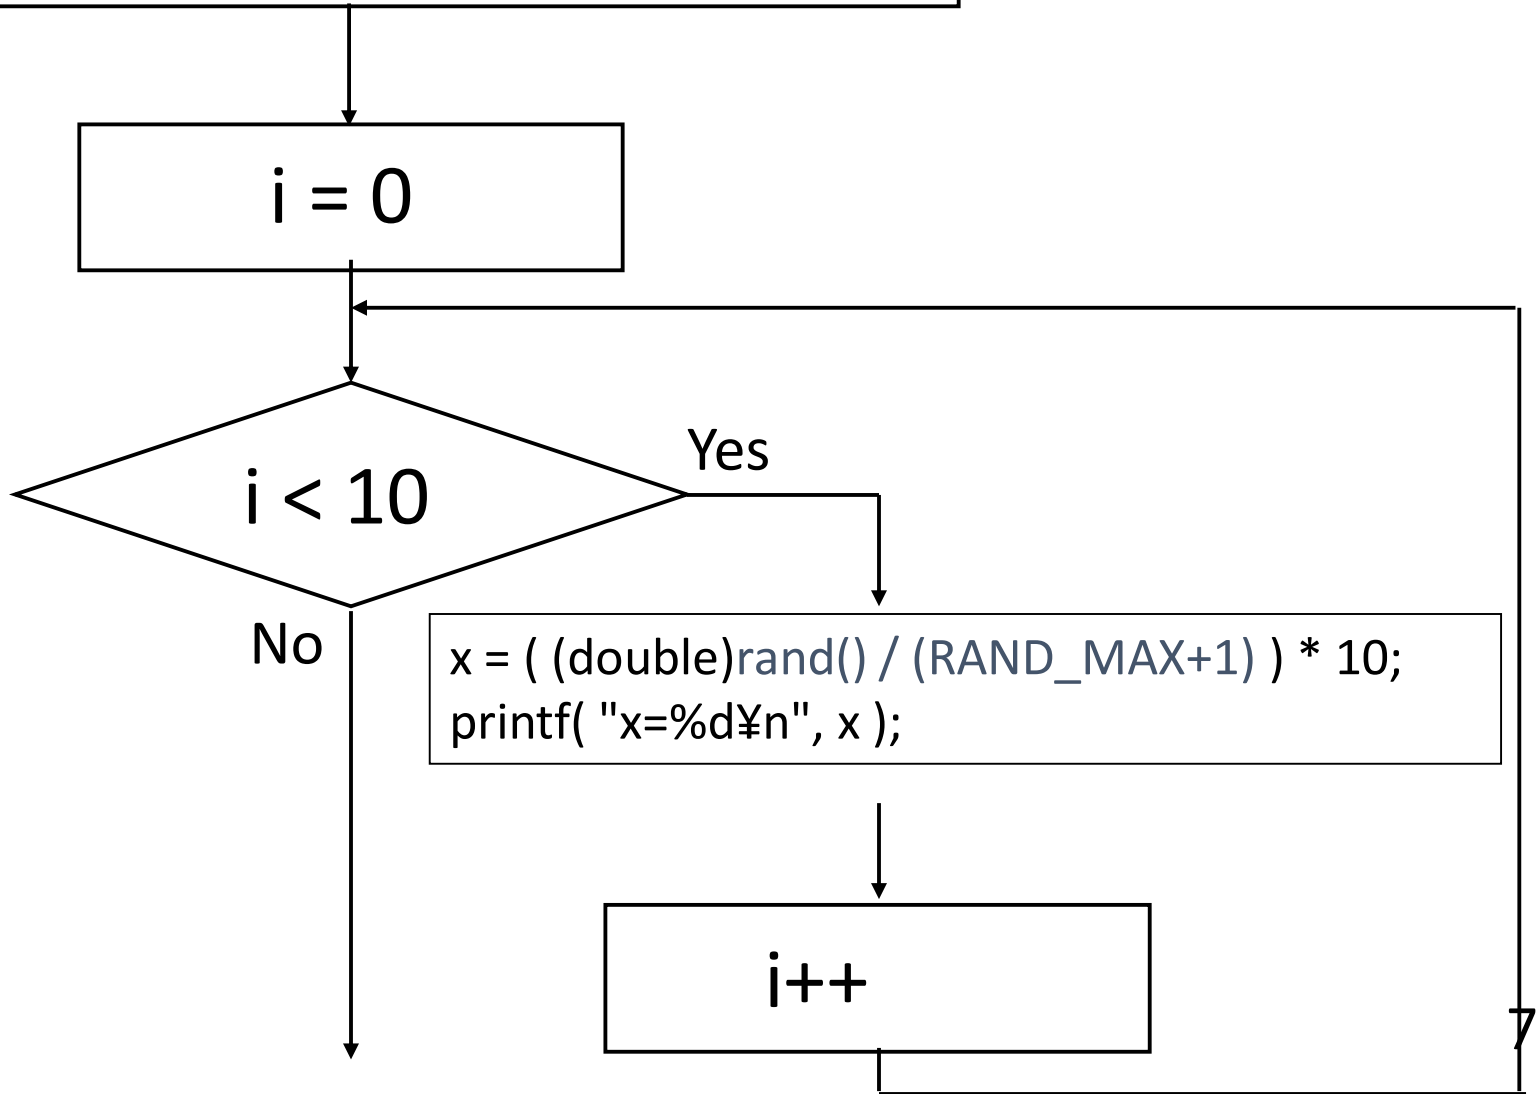 i = 0
i < 10
Yes
No
x = ( (double)rand() / (RAND_MAX+1) ) * 10;
printf( "x=%d¥n", x );
i++
7